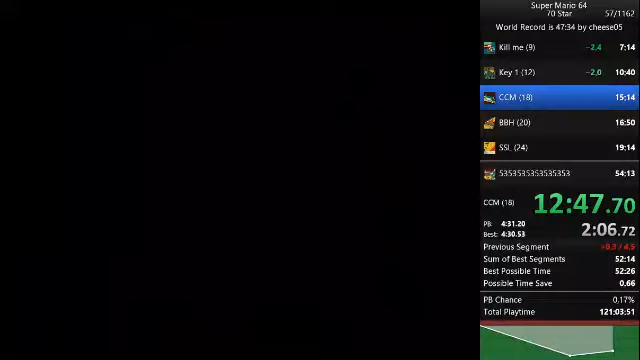 Super Mario 64
70 Star 57/1162
World Record is 47:34 by cheese05
Kill me (9) −2.4 7:14
Key 1 (12) −2.0 10:40
CCM (18) 15:14
BBH (20) 16:50
SSL (24) 19:14
5353535353535353 54:13
CCM (18) 12:47.70
PB: 4:31.20
Best: 4:30.53 2:06.72
Previous Segment +0.3 / 4.5
Sum of Best Segments 52:14
Best Possible Time 52:26
Possible Time Save 0.66
PB Chance 0.17%
Total Playtime 121:03:51